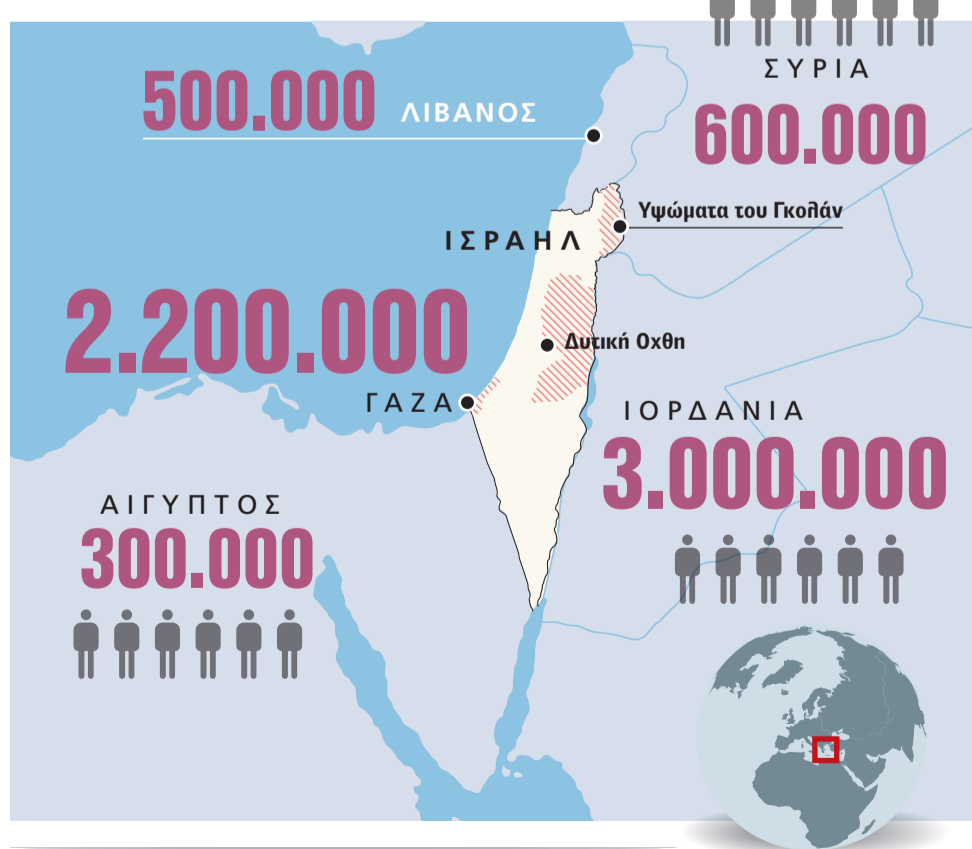 ΣΥΡΙΑ
600.000
500.000 ΛΙΒΑΝΟΣ
Υψώματα του Γκολάν
ΙΣΡΑΗΛ
2.200.000
Δυτική Οχθη
ΓΑΖΑ
ΙΟΡΔΑΝΙΑ
3.000.000
ΑΙΓΥΠΤΟΣ
300.000